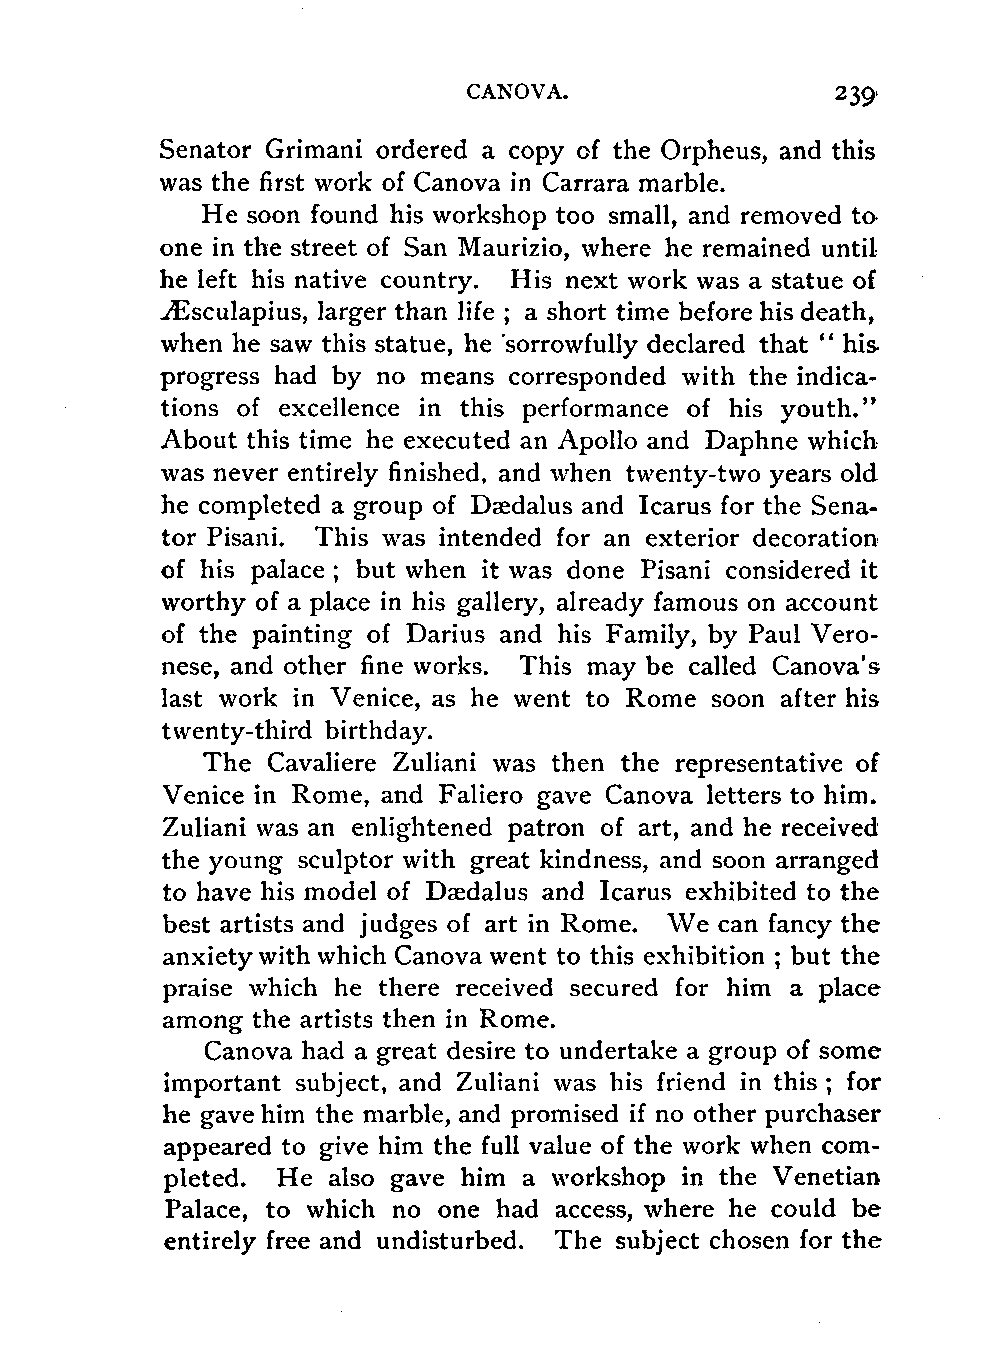 CANOVA. 239
Senator Grimani ordered a copy of the Orpheus, and this
was the first work of Canova in Carrara marble.
He soon found his workshop too small, and removed to
one in the street of San Maurizio, where he remained until
he left his native country. His next work was a statue of
Æsculapius, larger than life ; a short time before his death,
when he saw this statue, he sorrowfully declared that “ his
progress had by no means corresponded with the indica-
tions of excellence in this performance of his youth.”
About this time he executed an Apollo and Daphne which
was never entirely finished, and when twenty-two years old
he completed a group of Dædalus and Icarus for the Sena-
tor Pisani. This was intended for an exterior decoration
of his palace ; but when it was done Pisani considered it
worthy of a place in his gallery, already famous on account
of the painting of Darius and his Family, by Paul Vero-
nese, and other fine works. This may be called Canova's
last work in Venice, as he went to Rome soon after his
twenty-third birthday.
The Cavaliere Zuliani was then the representative of
Venice in Rome, and Faliero gave Canova letters to him.
Zuliani was an enlightened patron of art, and he received
the young sculptor with great kindness, and soon arranged
to have his model of Dædalus and Icarus exhibited to the
best artists and judges of art in Rome. We can fancy the
anxiety with which Canova went to this exhibition ; but the
praise which he there received secured for him a place
among the artists then in Rome.
Canova had a great desire to undertake a group of some
important subject, and Zuliani was his friend in this ; for
he gave him the marble, and promised if no other purchaser
appeared to give him the full value of the work when com-
pleted. He also gave him a workshop in the Venetian
Palace, to which no one had access, where he could be
entirely free and undisturbed. The subject chosen for the